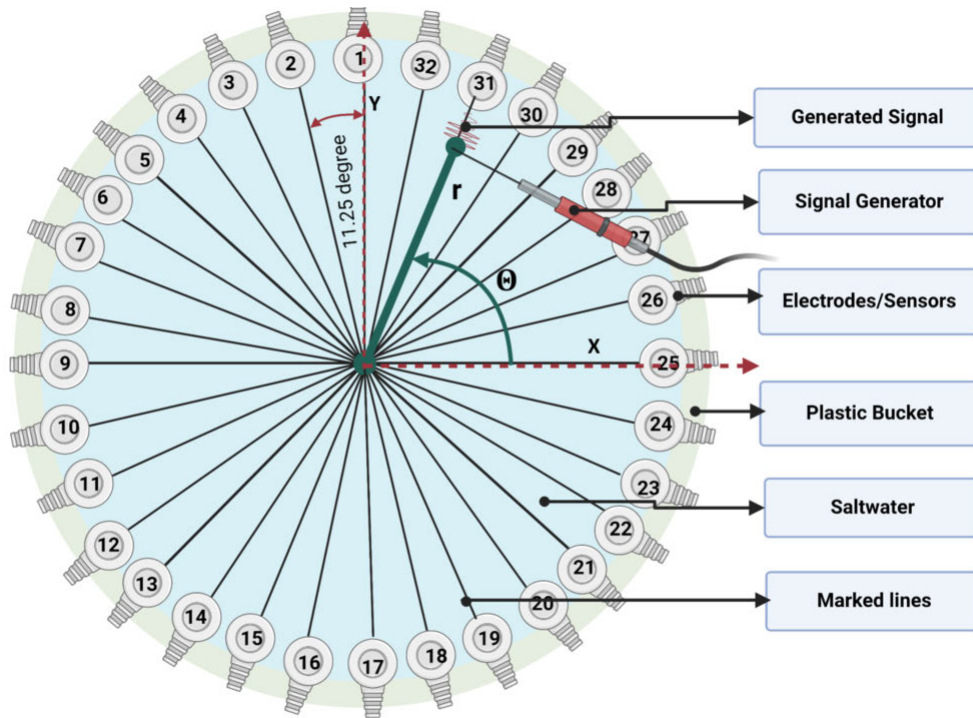 1
32
31
30
29
28
27
26
25
24
23
22
21
20
19
18
17
16
15
14
13
12
11
10
9
8
7
6
5
4
3
2
Y
11.25 degree
r
Θ
X
Generated Signal
Signal Generator
Electrodes/Sensors
Plastic Bucket
Saltwater
Marked lines